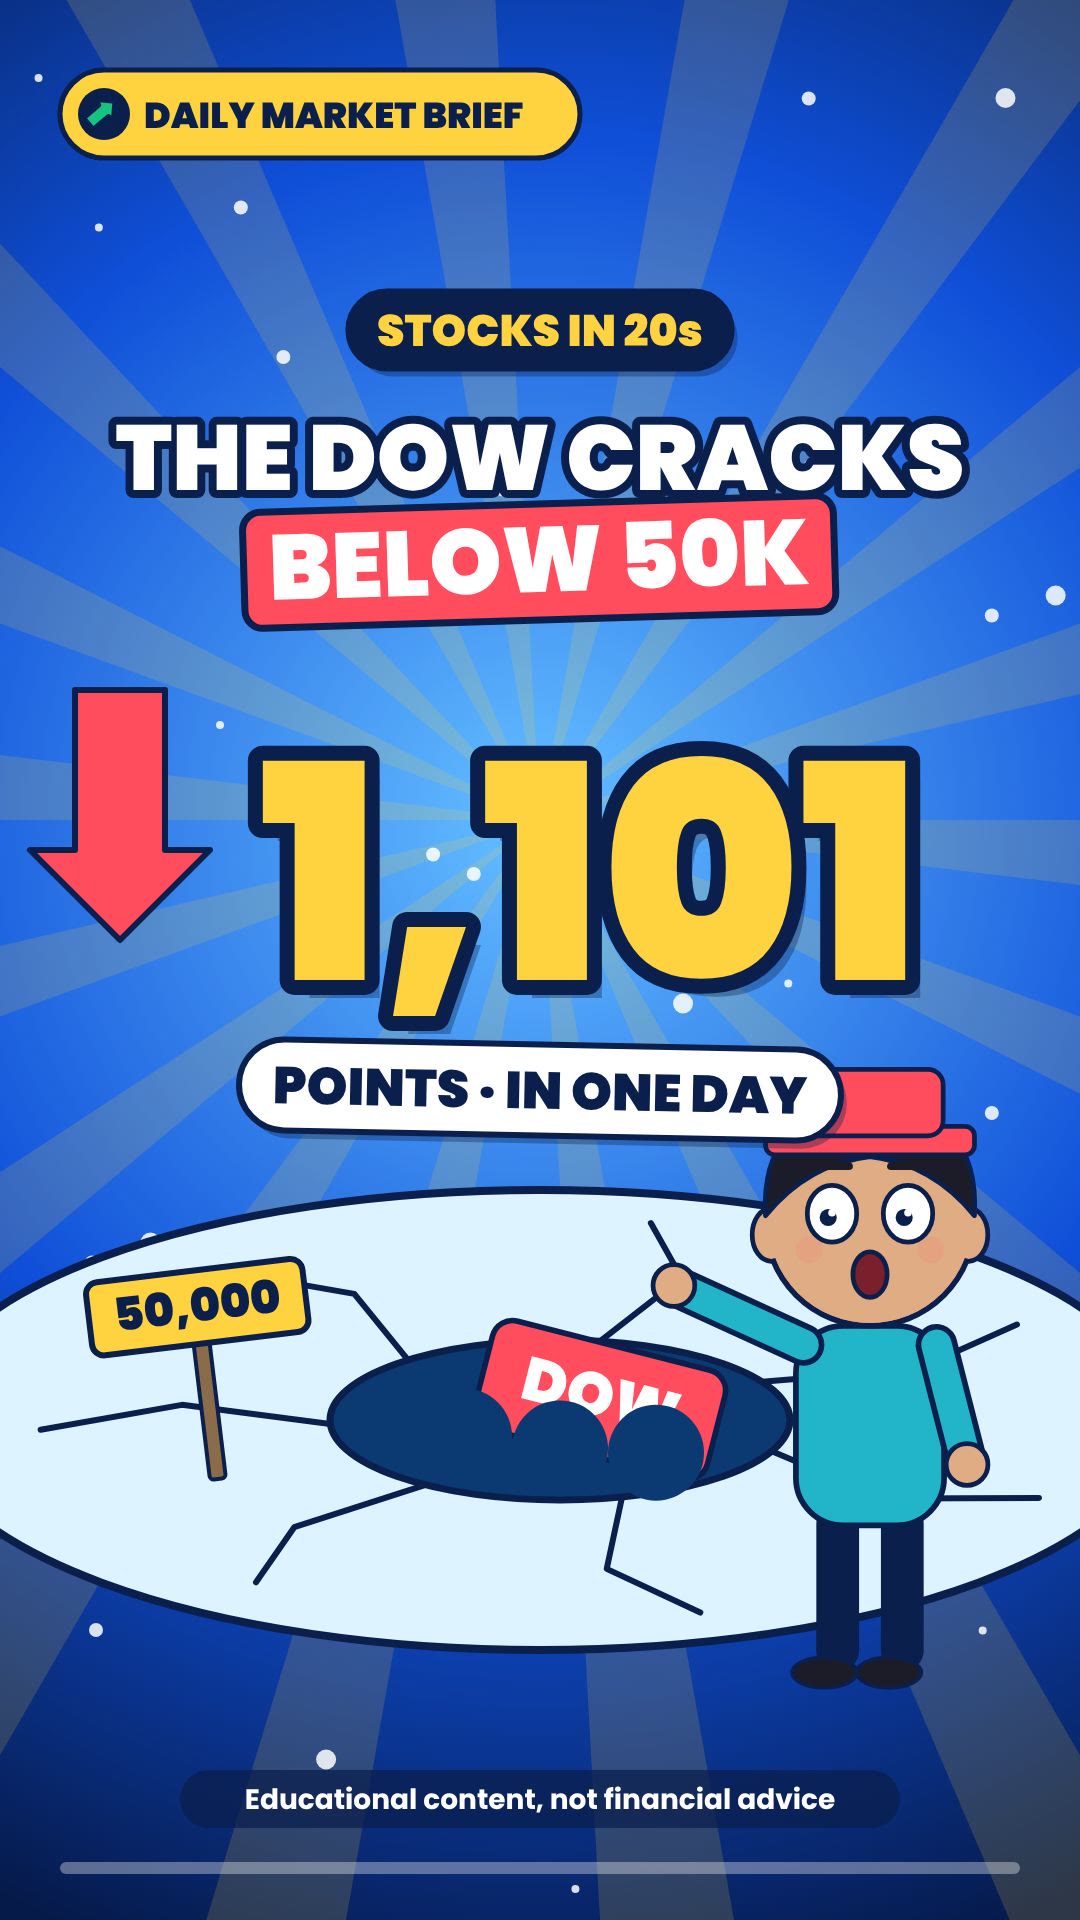 DAILY MARKET BRIEF
STOCKS IN 20s
THE DOW CRACKS
BELOW 50K
1,101
POINTS • IN ONE DAY
50,000
DOW
Educational content, not financial advice